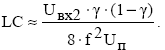 LC ≈ U_вх2 · γ · (1 – γ) / 8 · f² U_п .